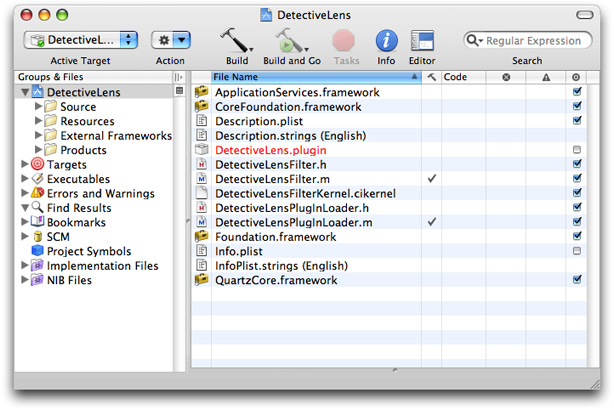 DetectiveLens
DetectiveL...
Active Target
Action
Build
Build and Go
Tasks
Info
Editor
Regular Expression
Search
Groups & Files
File Name
Code
DetectiveLens
Source
Resources
External Frameworks
Products
Targets
Executables
Errors and Warnings
Find Results
Bookmarks
SCM
Project Symbols
Implementation Files
NIB Files
ApplicationServices.framework
CoreFoundation.framework
Description.plist
Description.strings (English)
DetectiveLens.plugin
DetectiveLensFilter.h
DetectiveLensFilter.m
DetectiveLensFilterKernel.cikernel
DetectiveLensPlugInLoader.h
DetectiveLensPlugInLoader.m
Foundation.framework
Info.plist
InfoPlist.strings (English)
QuartzCore.framework